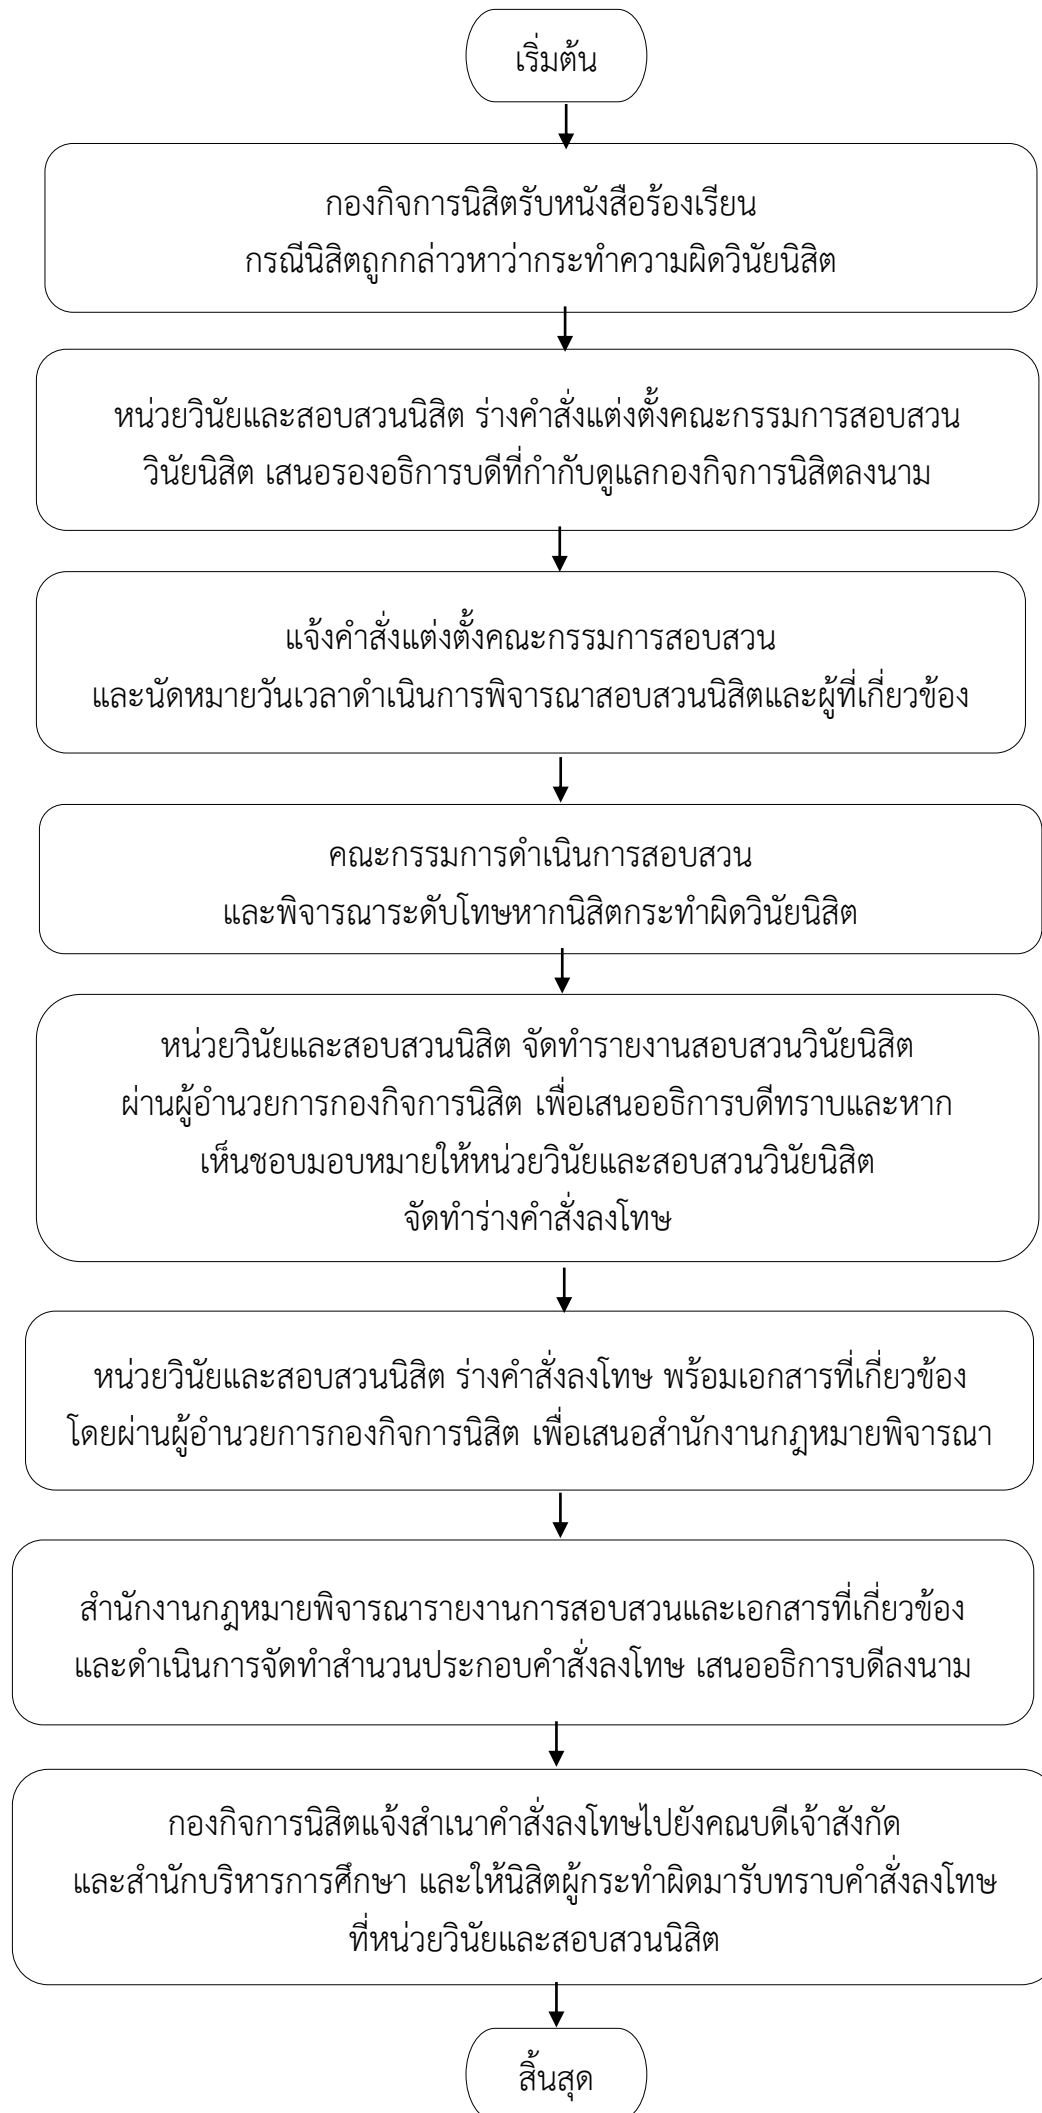 เริ่มต้น
กองกิจการนิสิตรับหนังสือร้องเรียน
กรณีนิสิตถูกกล่าวหาว่ากระทำความผิดวินัยนิสิต
หน่วยวินัยและสอบสวนนิสิต ร่างคำสั่งแต่งตั้งคณะกรรมการสอบสวน
วินัยนิสิต เสนอรองอธิการบดีที่กำกับดูแลกองกิจการนิสิตลงนาม
แจ้งคำสั่งแต่งตั้งคณะกรรมการสอบสวน
และนัดหมายวันเวลาดำเนินการพิจารณาสอบสวนนิสิตและผู้ที่เกี่ยวข้อง
คณะกรรมการดำเนินการสอบสวน
และพิจารณาระดับโทษหากนิสิตกระทำผิดวินัยนิสิต
หน่วยวินัยและสอบสวนนิสิต จัดทำรายงานสอบสวนวินัยนิสิต
ผ่านผู้อำนวยการกองกิจการนิสิต เพื่อเสนออธิการบดีทราบและหาก
เห็นชอบมอบหมายให้หน่วยวินัยและสอบสวนวินัยนิสิต
จัดทำร่างคำสั่งลงโทษ
หน่วยวินัยและสอบสวนนิสิต ร่างคำสั่งลงโทษ พร้อมเอกสารที่เกี่ยวข้อง
โดยผ่านผู้อำนวยการกองกิจการนิสิต เพื่อเสนอสำนักงานกฎหมายพิจารณา
สำนักงานกฎหมายพิจารณารายงานการสอบสวนและเอกสารที่เกี่ยวข้อง
และดำเนินการจัดทำสำนวนประกอบคำสั่งลงโทษ เสนออธิการบดีลงนาม
กองกิจการนิสิตแจ้งสำเนาคำสั่งลงโทษไปยังคณบดีเจ้าสังกัด
และสำนักบริหารการศึกษา และให้นิสิตผู้กระทำผิดมารับทราบคำสั่งลงโทษ
ที่หน่วยวินัยและสอบสวนนิสิต
สิ้นสุด